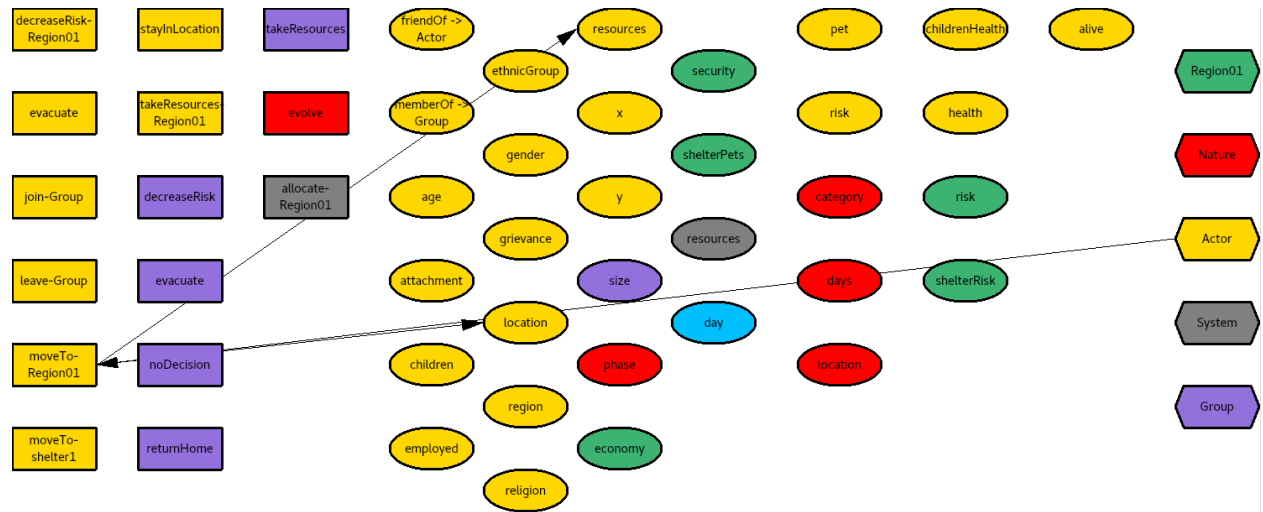 decreaseRisk-
Region01
stayInLocation
takeResources
friendOf ->
Actor
resources
pet
childrenHealth
alive
ethnicGroup
security
Region01
evacuate
takeResources-
Region01
evolve
memberOf ->
Group
x
risk
health
gender
shelterPets
Nature
join-Group
decreaseRisk
allocate-
Region01
age
y
category
risk
grievance
resources
Actor
leave-Group
evacuate
attachment
size
days
shelterRisk
location
day
System
moveTo-
Region01
noDecision
children
phase
location
region
Group
moveTo-
shelter1
returnHome
employed
economy
religion